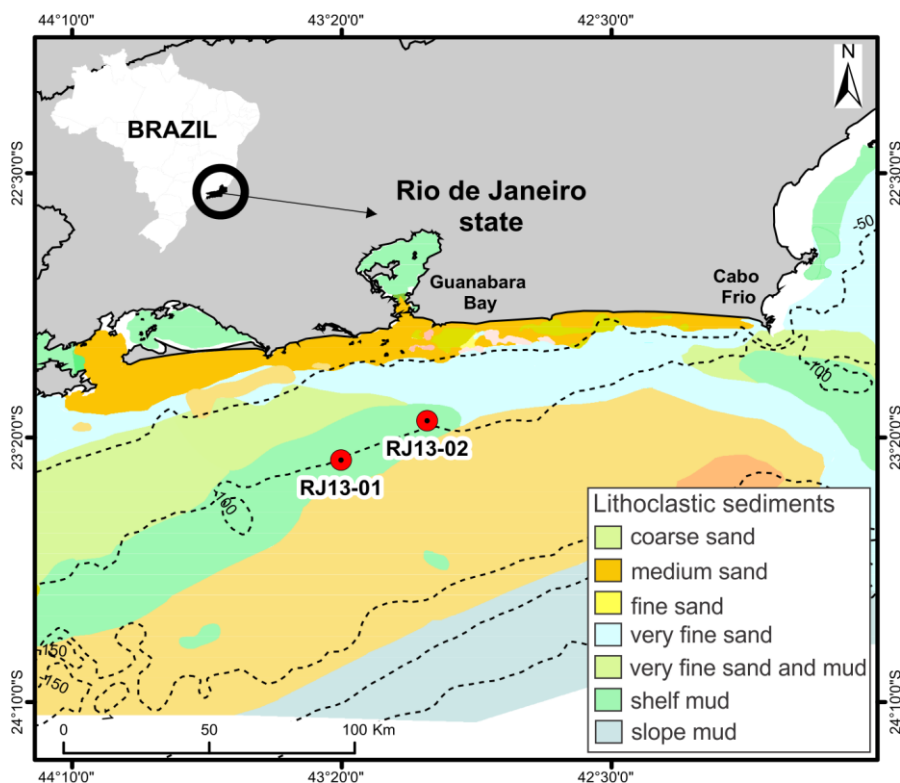 44°10'0"
43°20'0"
42°30'0"
N
BRAZIL
22°30'0"S
22°30'0"S
Rio de Janeiro
state
-50
Guanabara
Bay
Cabo
Frio
-100
23°20'0"S
23°20'0"S
RJ13-02
RJ13-01
-100
Lithoclastic sediments
coarse sand
medium sand
fine sand
very fine sand
very fine sand and mud
shelf mud
slope mud
-150
-150
24°10'0"S
24°10'0"S
0 50 100 Km
44°10'0"
43°20'0"
42°30'0"